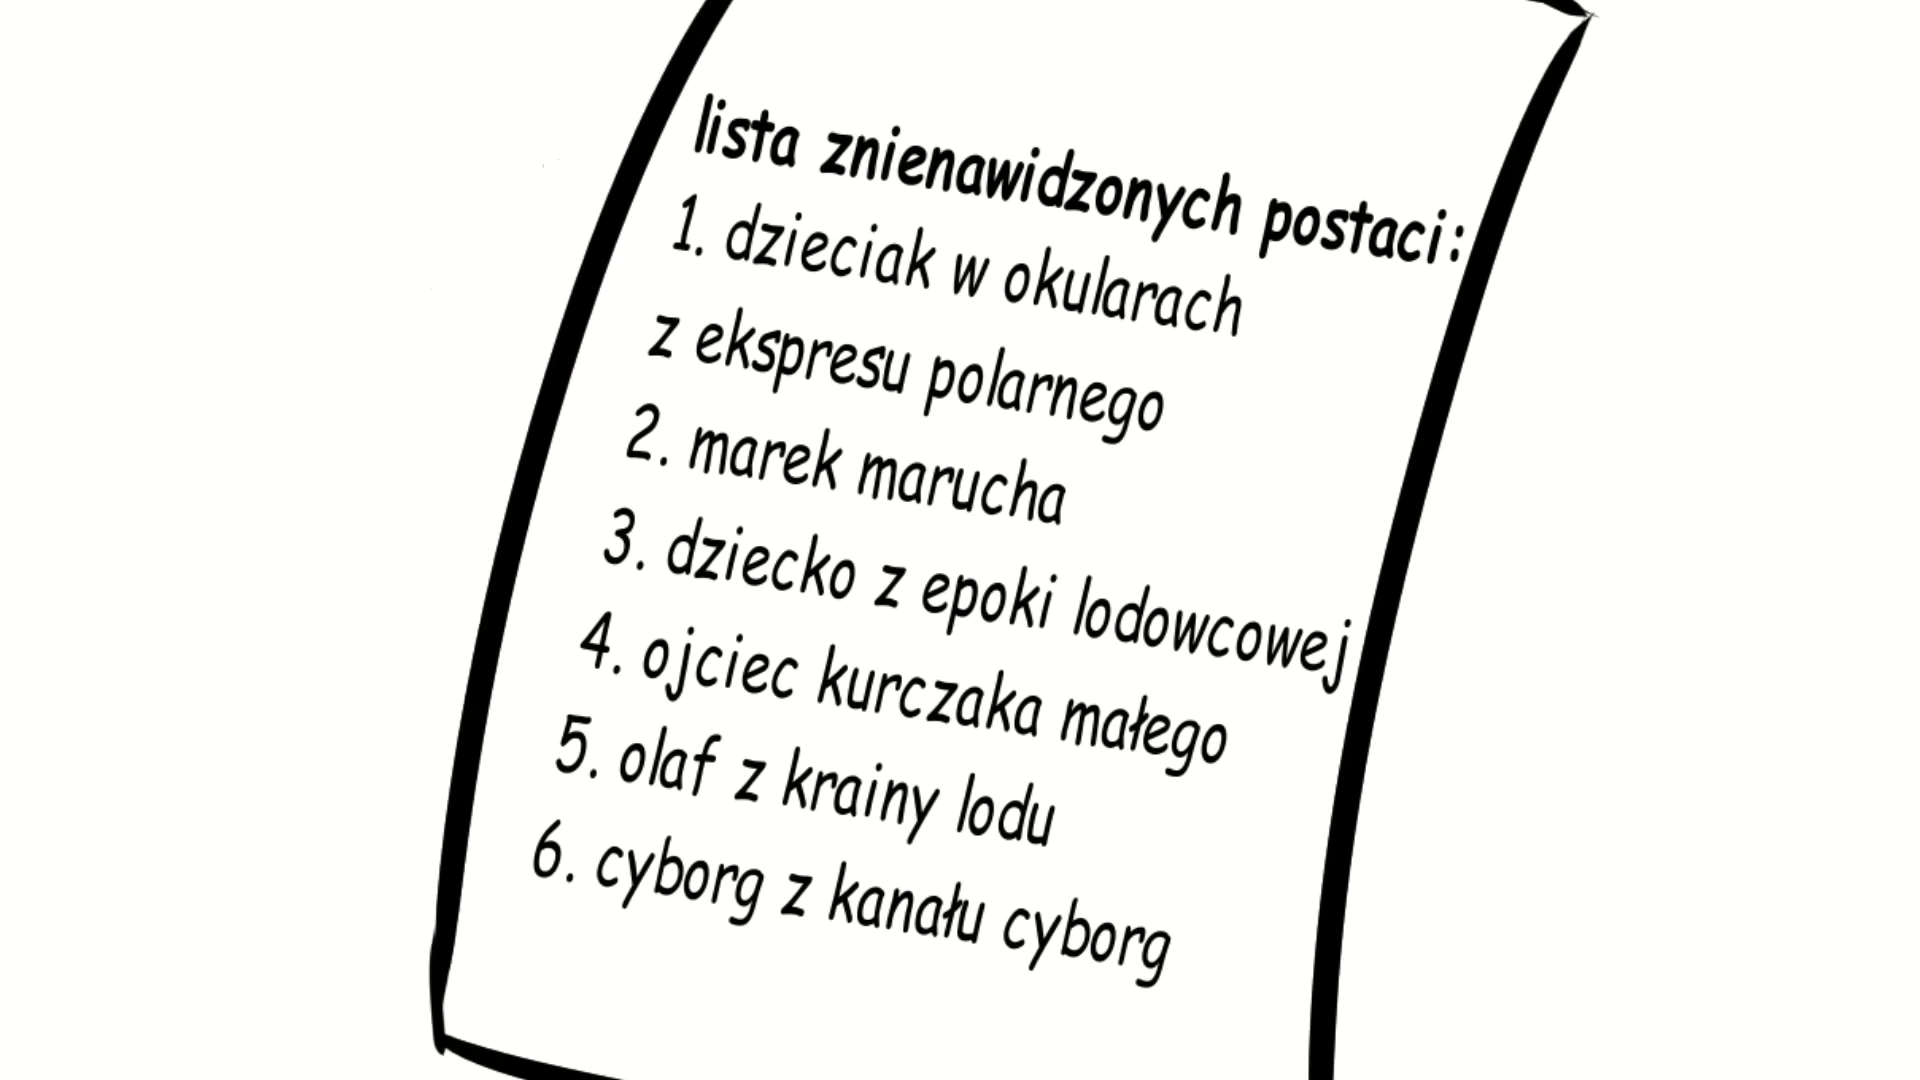 lista znienawidzonych postaci:
1. dzieciak w okularach
z ekspresu polarnego
2. marek marucha
3. dziecko z epoki lodowcowej
4. ojciec kurczaka małego
5. olaf z krainy lodu
6. cyborg z kanału cyborg